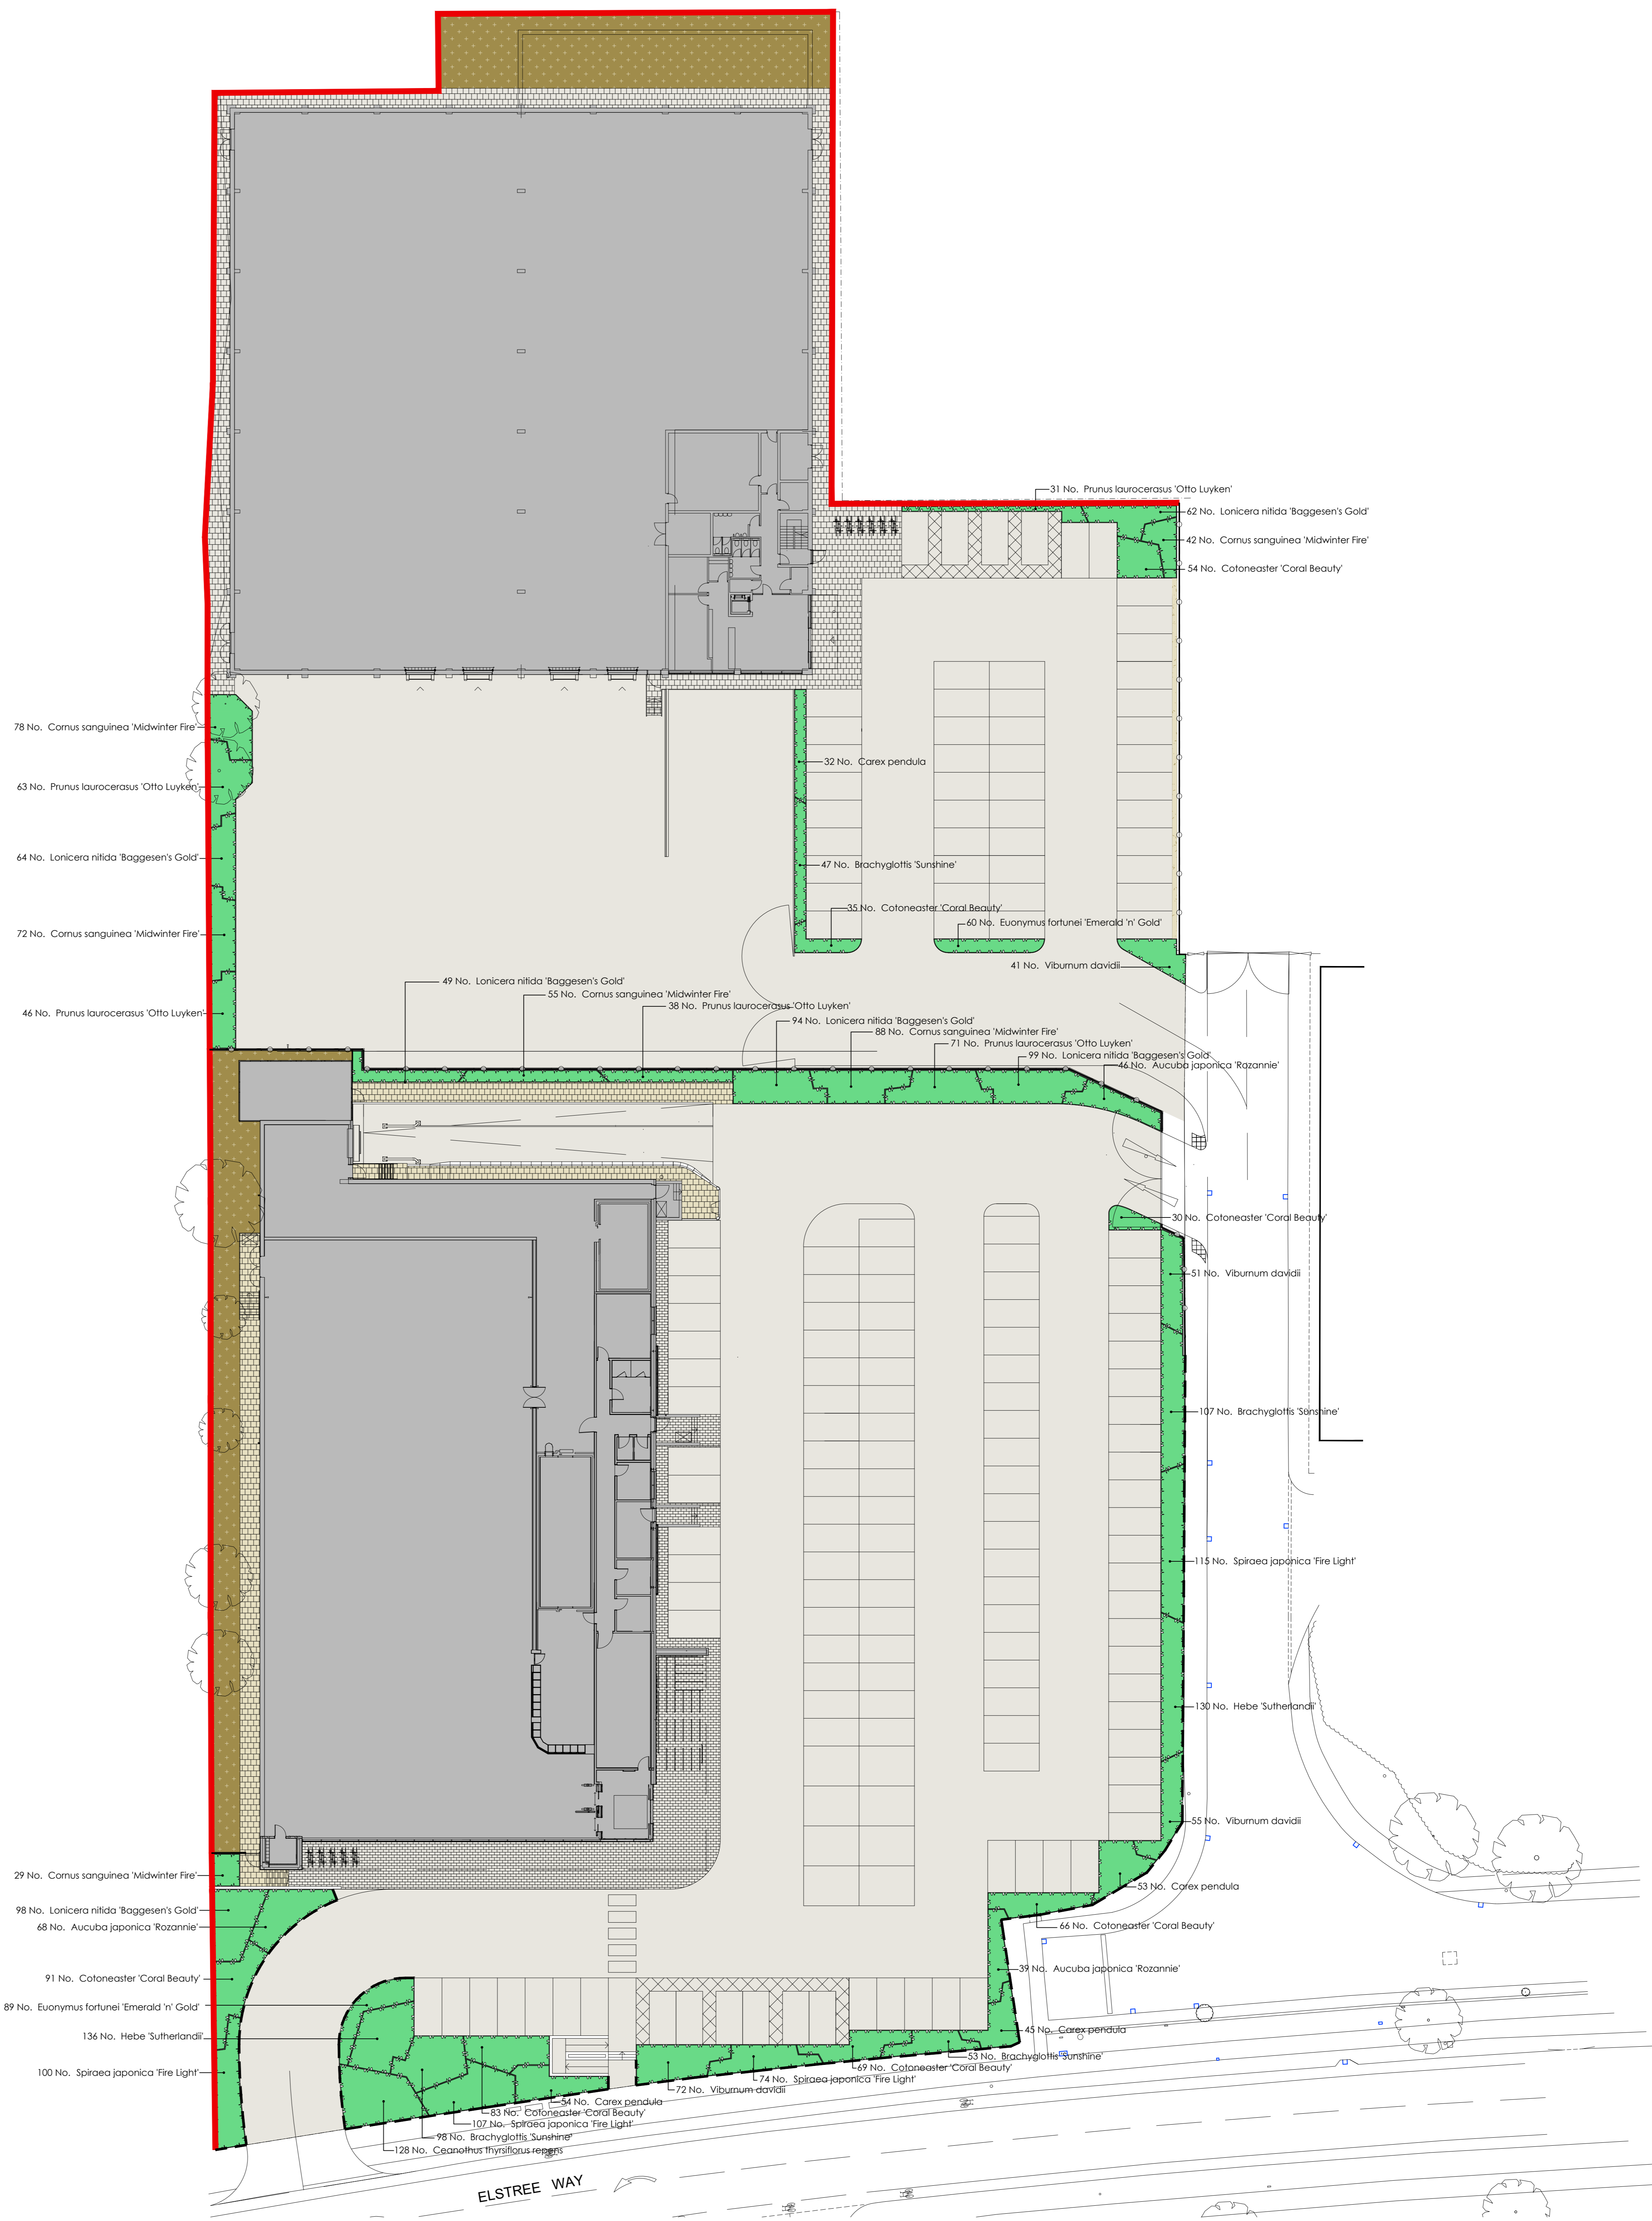 31 No.  Prunus laurocerasus 'Otto Luyken'
62 No.  Lonicera nitida 'Baggesen's Gold'
42 No.  Cornus sanguinea 'Midwinter Fire'
54 No.  Cotoneaster 'Coral Beauty'
78 No.  Cornus sanguinea 'Midwinter Fire'
32 No.  Carex pendula
63 No.  Prunus laurocerasus 'Otto Luyken'
64 No.  Lonicera nitida 'Baggesen's Gold'
47 No.  Brachyglottis 'Sunshine'
35 No.  Cotoneaster 'Coral Beauty'
60 No.  Euonymus fortunei 'Emerald 'n' Gold'
72 No.  Cornus sanguinea 'Midwinter Fire'
41 No.  Viburnum davidii
49 No.  Lonicera nitida 'Baggesen's Gold'
55 No.  Cornus sanguinea 'Midwinter Fire'
38 No.  Prunus laurocerasus 'Otto Luyken'
46 No.  Prunus laurocerasus 'Otto Luyken'
94 No.  Lonicera nitida 'Baggesen's Gold'
88 No.  Cornus sanguinea 'Midwinter Fire'
71 No.  Prunus laurocerasus 'Otto Luyken'
99 No.  Lonicera nitida 'Baggesen's Gold'
46 No.  Aucuba japonica 'Rozannie'
30 No.  Cotoneaster 'Coral Beauty'
51 No.  Viburnum davidii
107 No.  Brachyglottis 'Sunshine'
115 No.  Spiraea japonica 'Fire Light'
130 No.  Hebe 'Sutherlandii'
55 No.  Viburnum davidii
29 No.  Cornus sanguinea 'Midwinter Fire'
53 No.  Carex pendula
98 No.  Lonicera nitida 'Baggesen's Gold'
68 No.  Aucuba japonica 'Rozannie'
66 No.  Cotoneaster 'Coral Beauty'
39 No.  Aucuba japonica 'Rozannie'
91 No.  Cotoneaster 'Coral Beauty'
89 No.  Euonymus fortunei 'Emerald 'n' Gold'
136 No.  Hebe 'Sutherlandii'
45 No.  Carex pendula
53 No.  Brachyglottis 'Sunshine'
69 No.  Cotoneaster 'Coral Beauty'
100 No.  Spiraea japonica 'Fire Light'
74 No.  Spiraea japonica 'Fire Light'
72 No.  Viburnum davidii
54 No.  Carex pendula
83 No.  Cotoneaster 'Coral Beauty'
107 No.  Spiraea japonica 'Fire Light'
98 No.  Brachyglottis 'Sunshine'
128 No.  Ceanothus thyrsiflorus repens
ELSTREE WAY